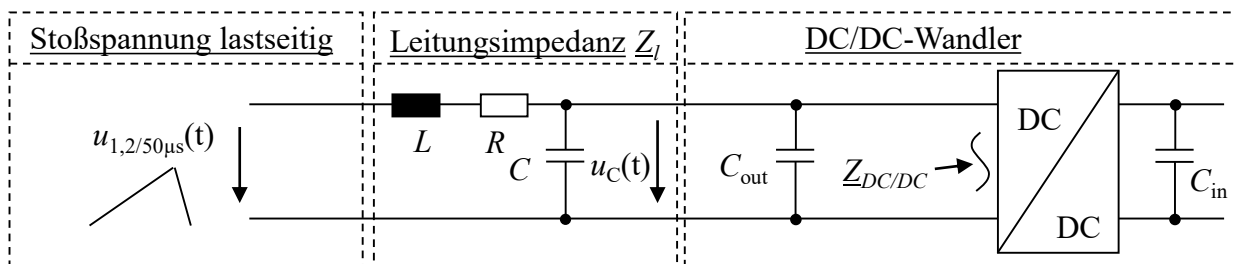 Stoßspannung lastseitig
Leitungsimpedanz Z_l
DC/DC-Wandler
u_1,2/50µs(t)
L
R
C
u_C(t)
C_out
Z_DC/DC
DC
DC
C_in